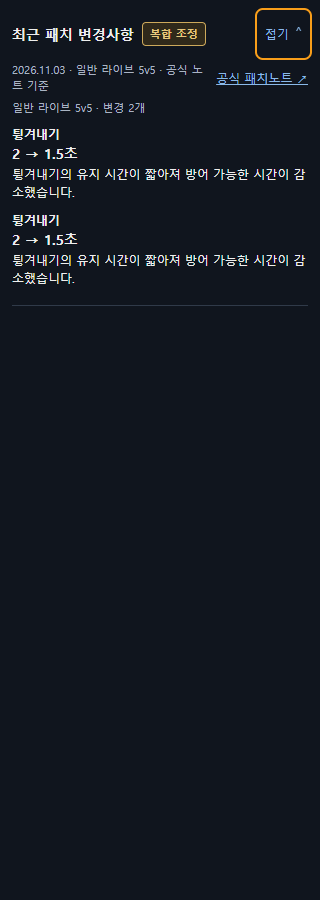 최근 패치 변경사항 복합 조정 접기 ^
2026.11.03 · 일반 라이브 5v5 · 공식 노
트 기준
공식 패치노트 ↗
일반 라이브 5v5 · 변경 2개
튕겨내기
2 → 1.5초
튕겨내기의 유지 시간이 짧아져 방어 가능한 시간이 감
소했습니다.
튕겨내기
2 → 1.5초
튕겨내기의 유지 시간이 짧아져 방어 가능한 시간이 감
소했습니다.